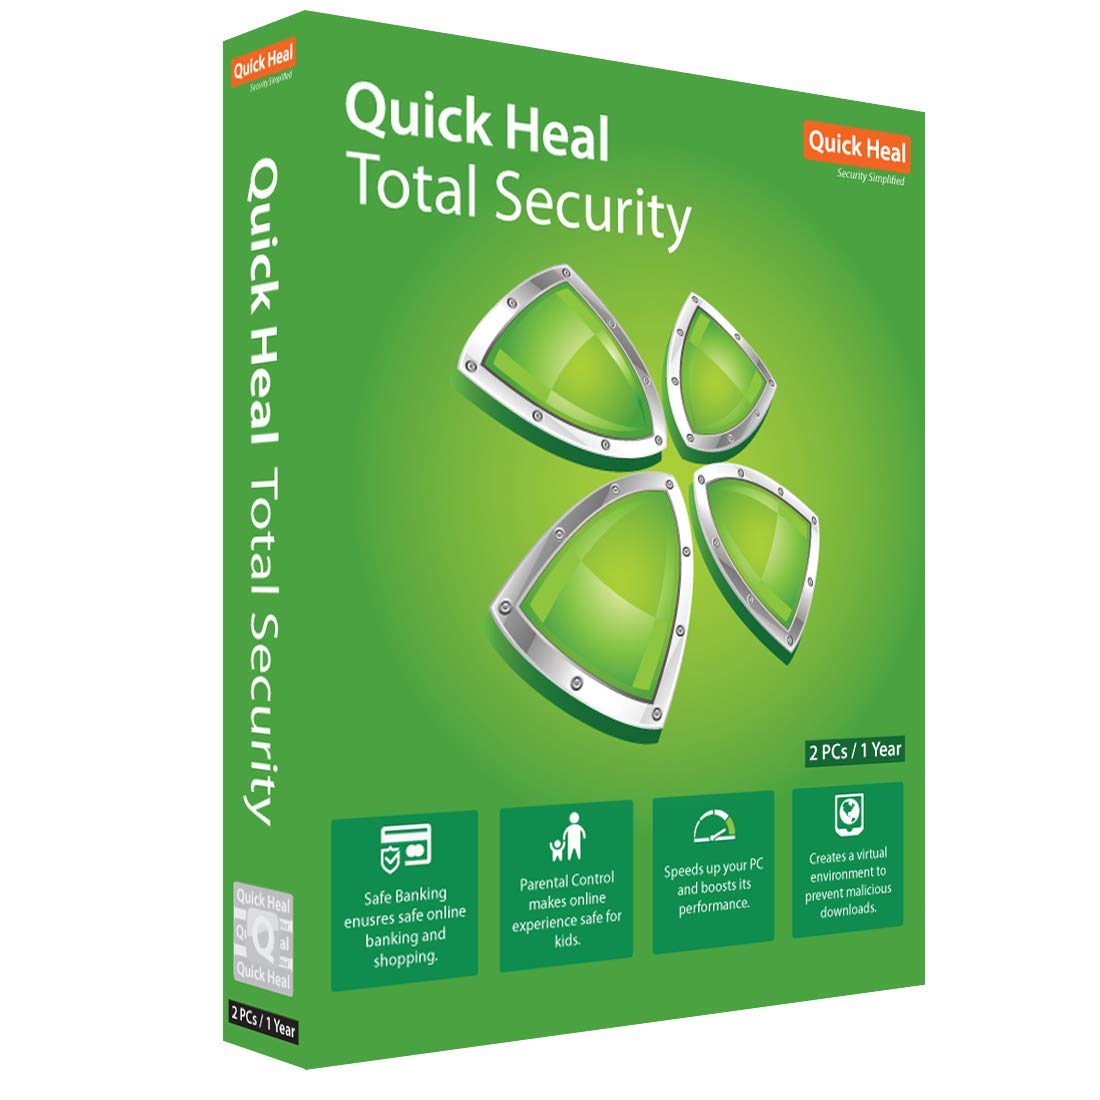 Quick Heal
Security Simplified
Quick Heal Total Security
Quick Heal
Total Security
Quick Heal
Security Simplified
2 PCs / 1 Year
Safe Banking
enusres safe online
banking and
shopping.
Parental Control
makes online
experience safe for
kids.
Speeds up your PC
and boosts its
performance.
Creates a virtual
environment to
prevent malicious
downloads.
Quick Heal
Q
al
Quick Heal
2 PCs / 1 Year